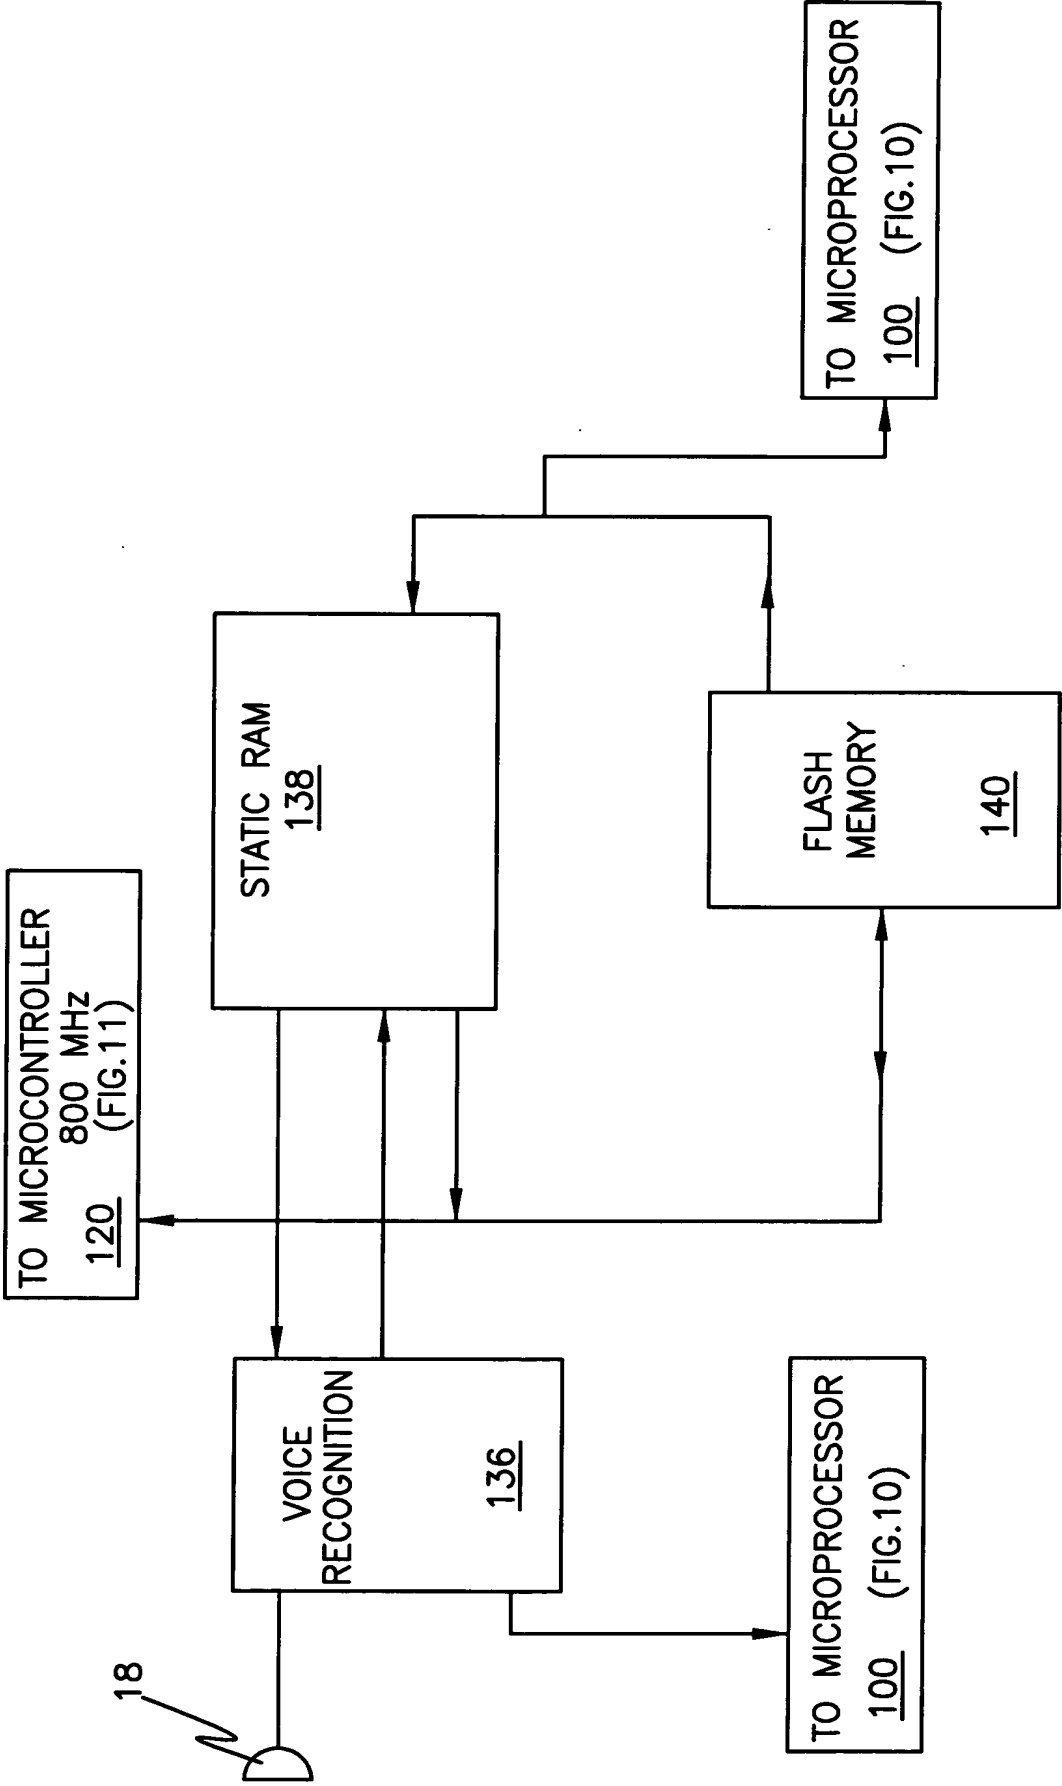 TO MICROCONTROLLER
800 MHz
120 (FIG.11)
18
VOICE
RECOGNITION
136
STATIC RAM
138
FLASH
MEMORY
140
TO MICROPROCESSOR
100 (FIG.10)
TO MICROPROCESSOR
100 (FIG.10)